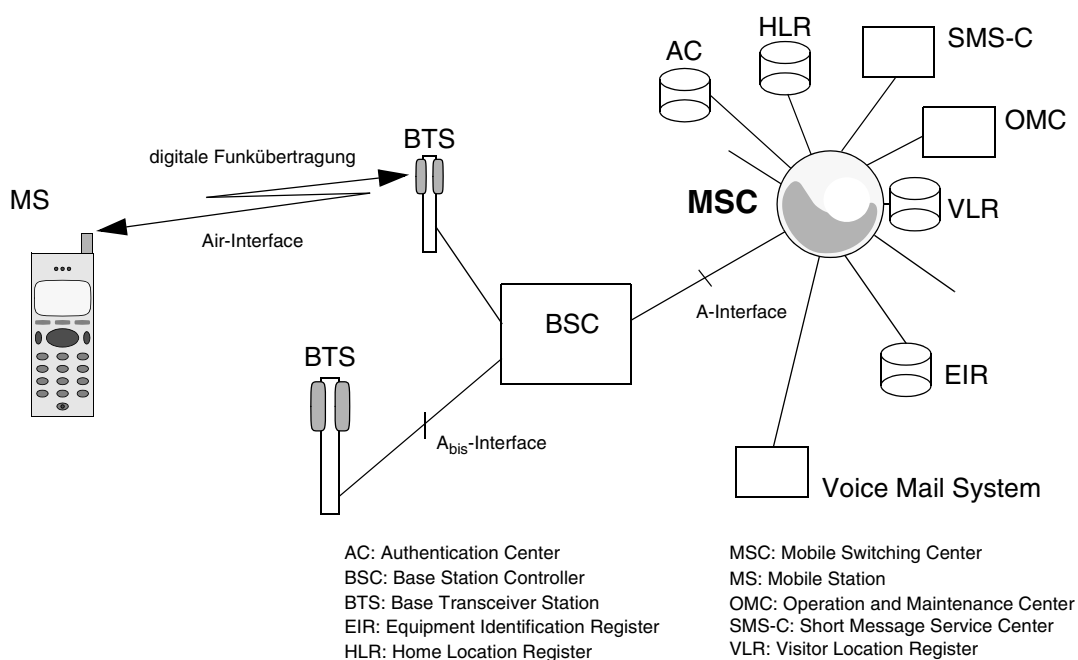 HLR
SMS-C
AC
OMC
BTS
digitale Funkübertragung
MS
MSC
VLR
Air-Interface
BSC
A-Interface
BTS
EIR
Abis-Interface
Voice Mail System
AC: Authentication Center
BSC: Base Station Controller
BTS: Base Transceiver Station
EIR: Equipment Identification Register
HLR: Home Location Register
MSC: Mobile Switching Center
MS: Mobile Station
OMC: Operation and Maintenance Center
SMS-C: Short Message Service Center
VLR: Visitor Location Register